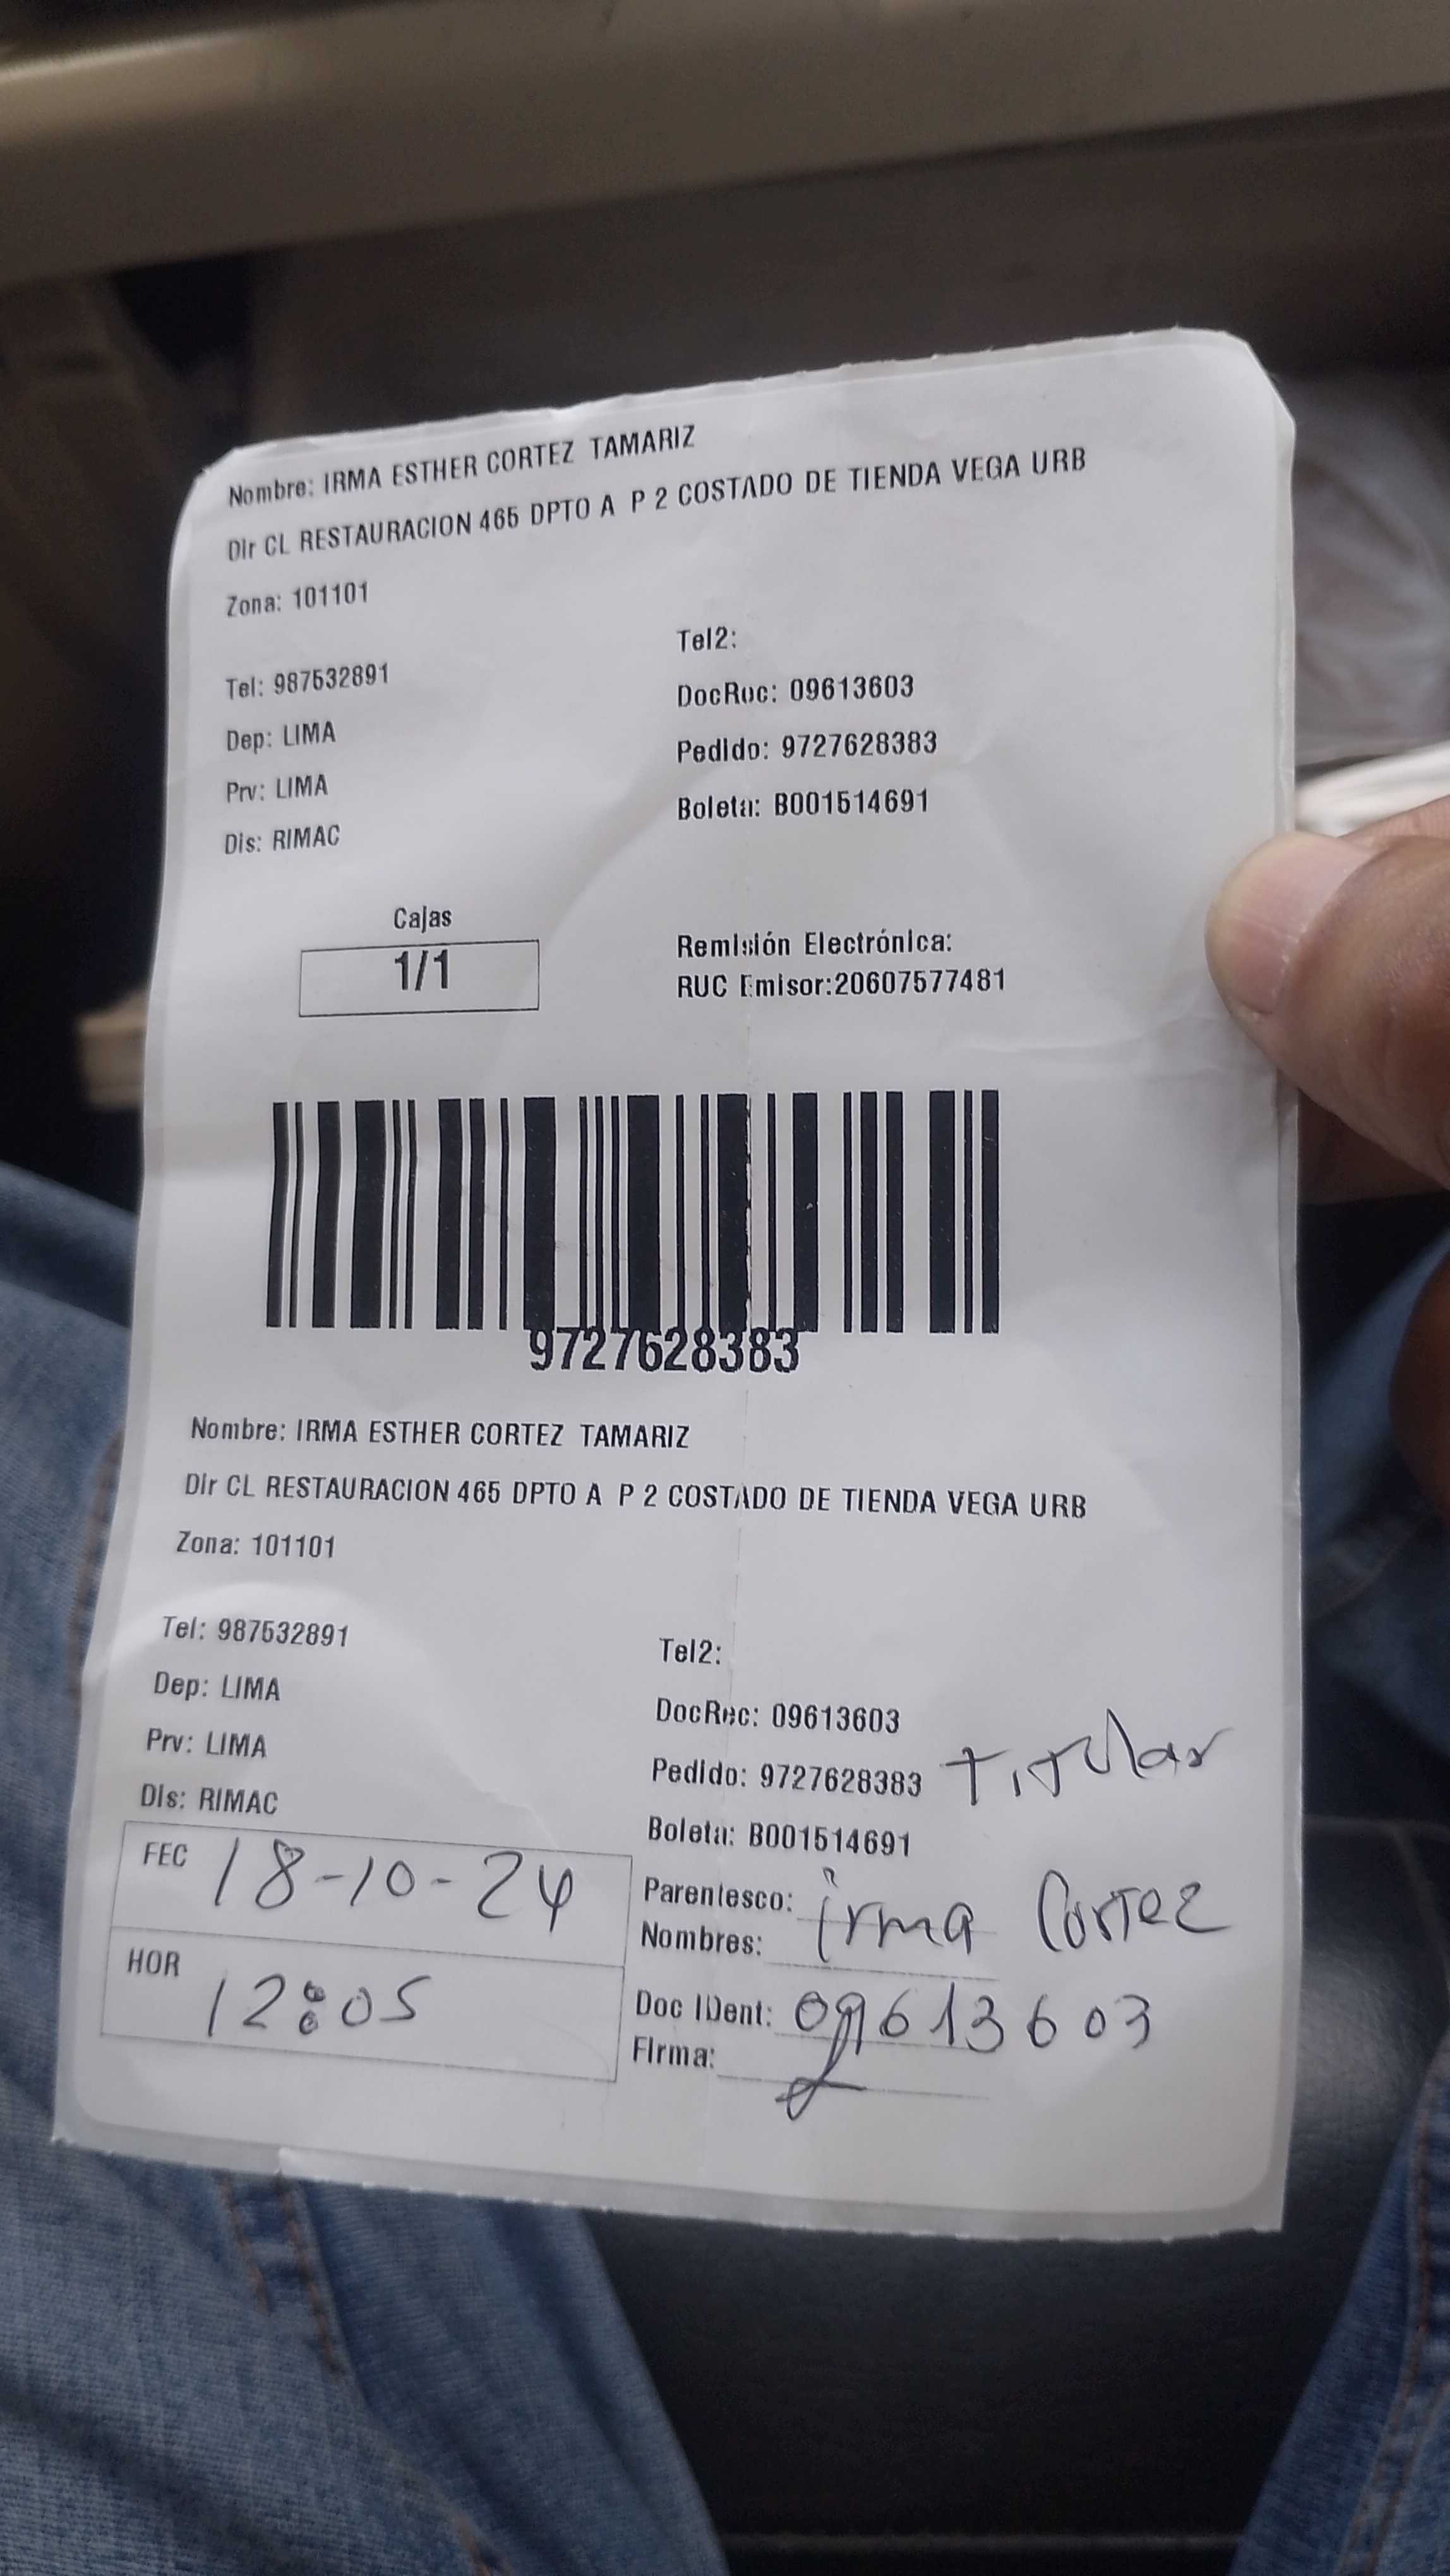 Nombre: IRMA ESTHER CORTEZ TAMARIZ
Dir CL RESTAURACION 465 DPTO A P 2 COSTADO DE TIENDA VEGA URB
Zona: 101101
Tel: 987532891
Tel2:
Dep: LIMA
DocRec: 09613603
Prv: LIMA
Pedido: 9727628383
Dis: RIMAC
Boleta: B001514691
Cajas
1/1
Remisión Electrónica:
RUC Emisor:20607577481
9727628383
Nombre: IRMA ESTHER CORTEZ TAMARIZ
Dir CL RESTAURACION 465 DPTO A P 2 COSTADO DE TIENDA VEGA URB
Zona: 101101
Tel: 987532891
Tel2:
Dep: LIMA
DocRec: 09613603
Prv: LIMA
Pedido: 9727628383 titular
Dis: RIMAC
Boleta: B001514691
FEC 18-10-24
Parentesco:
Nombres: irma Cortez
HOR 12:05
Doc IDent: 09613603
Firma: